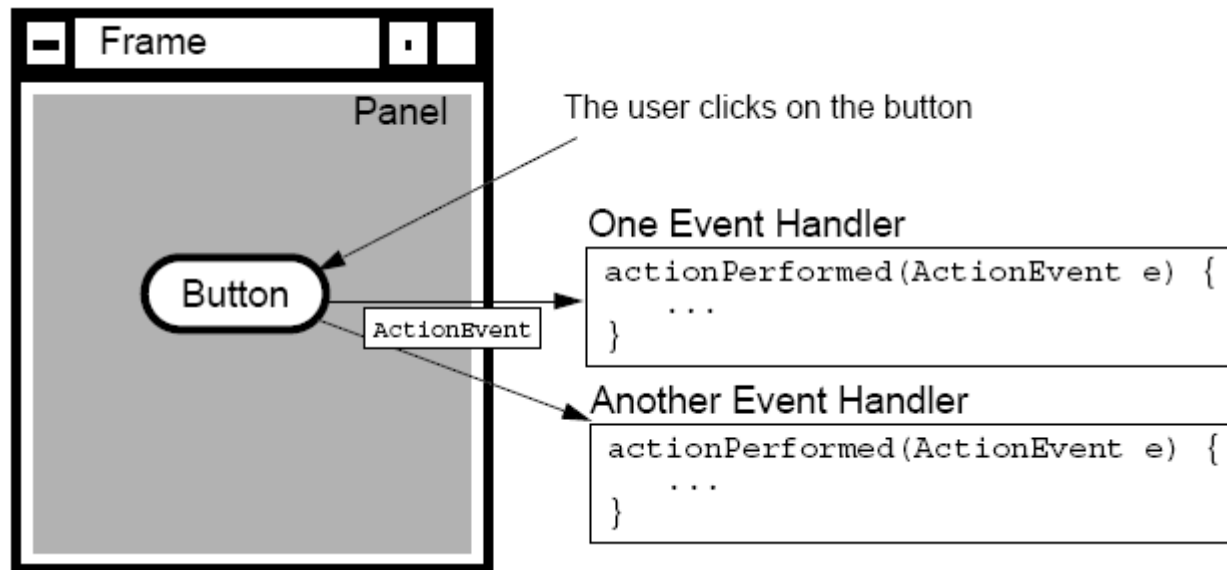 Frame
Panel
The user clicks on the button
One Event Handler
actionPerformed(ActionEvent e) {
...
}
Button
ActionEvent
Another Event Handler
actionPerformed(ActionEvent e) {
...
}